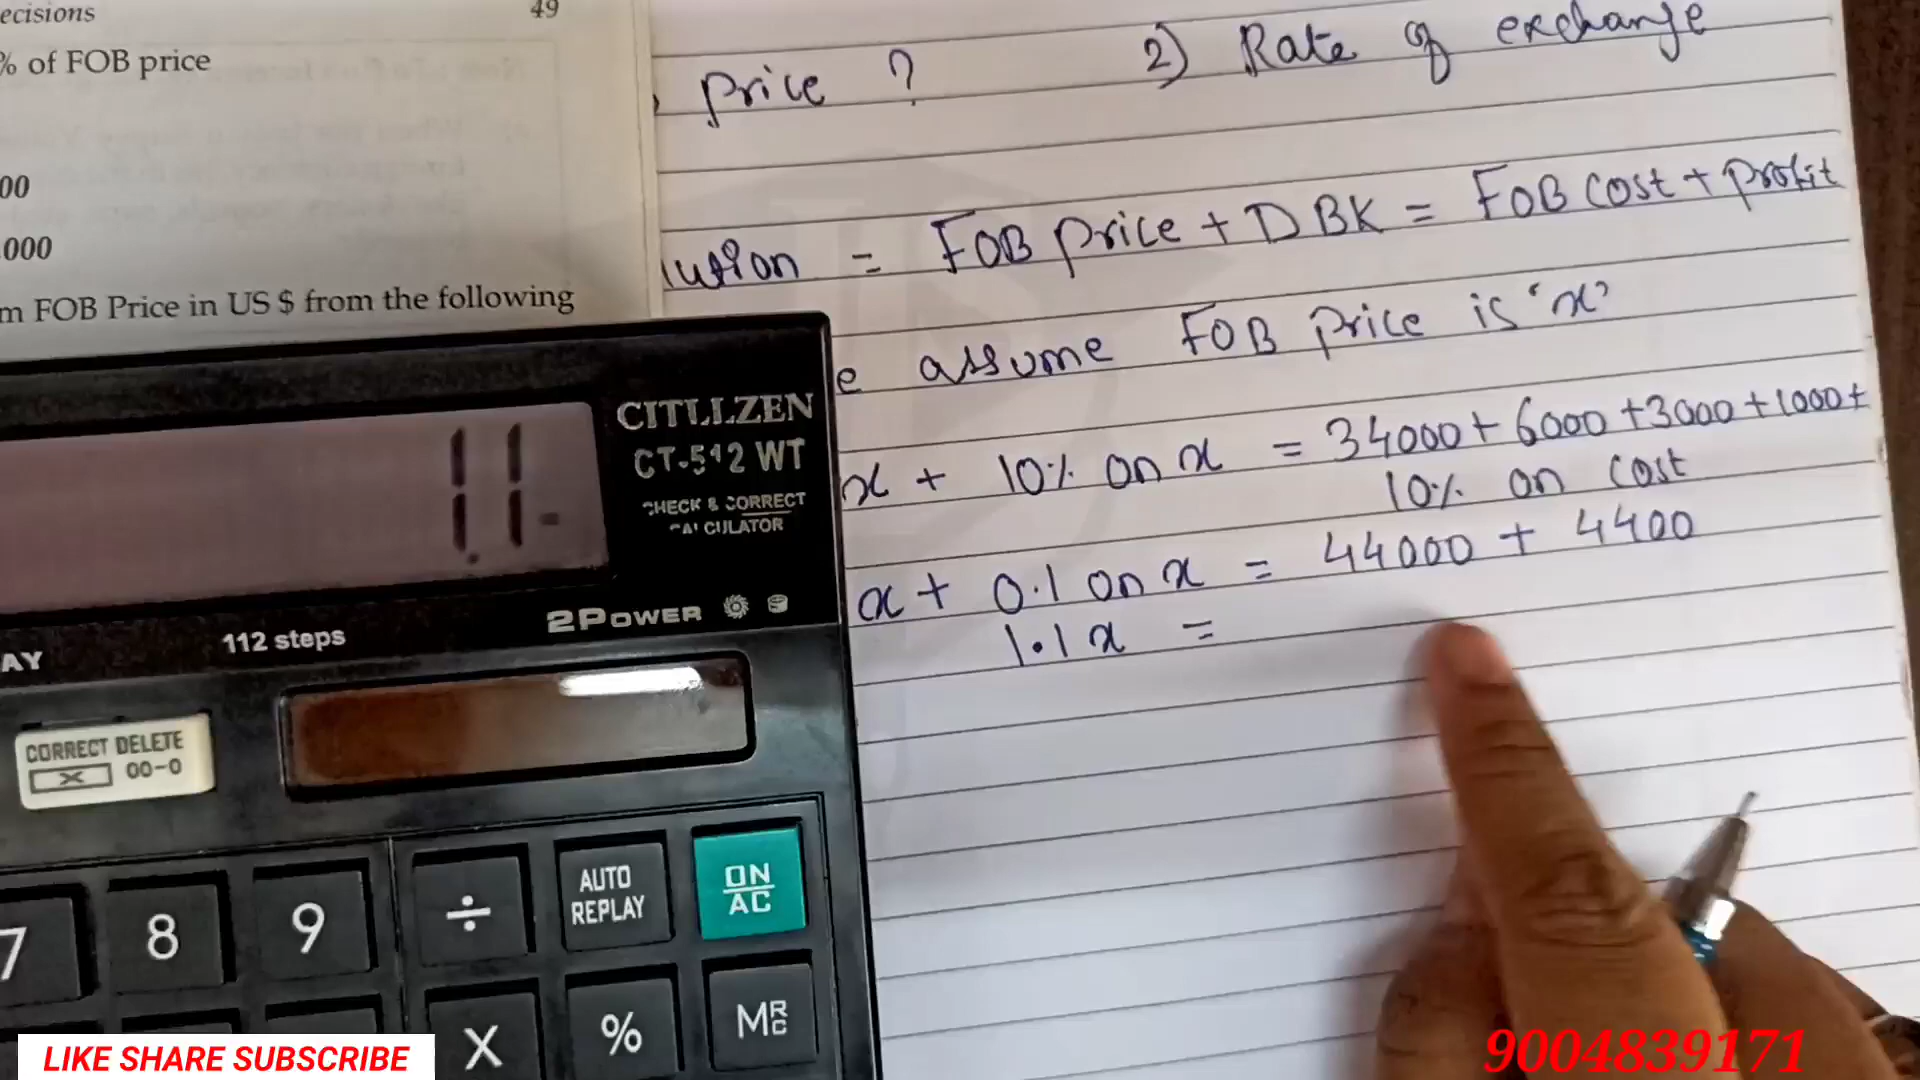 ecisions 49
% of FOB price
00
000
m FOB Price in US $ from the following
Price ? 2) Rate of exchange
lution = FOB Price + DBK = FOB Cost + Profit
e assume FOB Price is 'x'
x + 10% on x = 34000 + 6000 + 3000 + 1000 +
10% on cost
x + 0.1 on x = 44000 + 4400
1.1 x =
1.1
CITLLZEN
CT-512 WT
CHECK & CORRECT
CALCULATOR
2POWER
112 steps
AY
CORRECT DELETE
X 00-0
7 8 9 ÷ AUTO REPLAY ON AC
X % MRC
LIKE SHARE SUBSCRIBE
9004839171